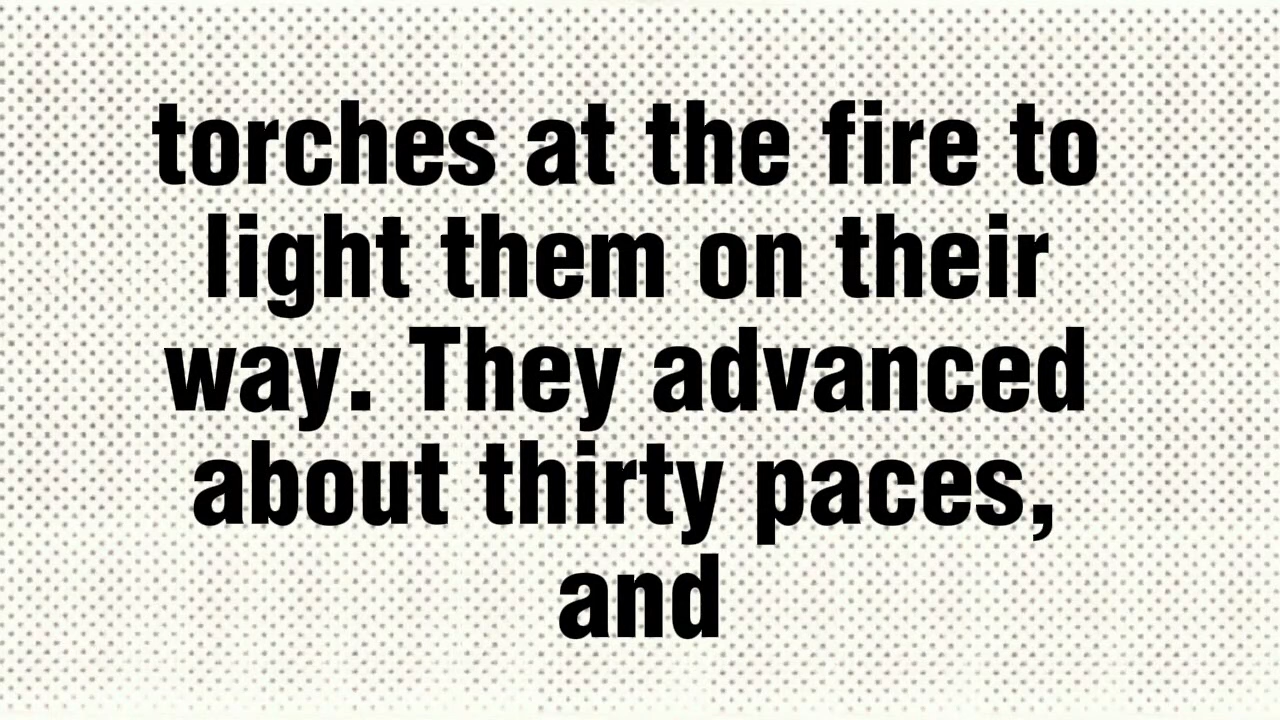 torches at the fire to
light them on their
way. They advanced
about thirty paces,
and